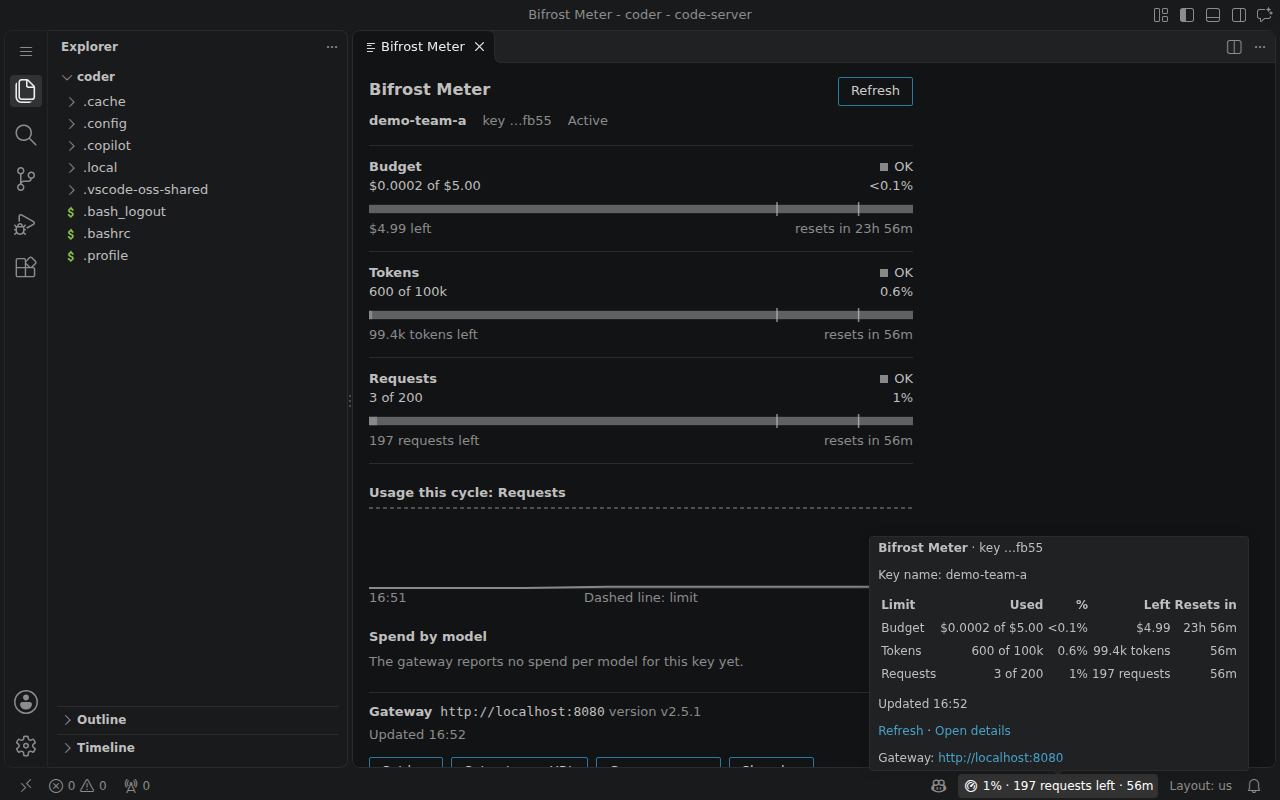 Bifrost Meter - coder - code-server
Explorer
coder
.cache
.config
.copilot
.local
.vscode-oss-shared
$ .bash_logout
$ .bashrc
$ .profile
Outline
Timeline
Bifrost Meter
Bifrost Meter
Refresh
demo-team-a key ...fb55 Active
Budget OK
$0.0002 of $5.00 <0.1%
$4.99 left resets in 23h 56m
Tokens OK
600 of 100k 0.6%
99.4k tokens left resets in 56m
Requests OK
3 of 200 1%
197 requests left resets in 56m
Usage this cycle: Requests
16:51 Dashed line: limit
Spend by model
The gateway reports no spend per model for this key yet.
Gateway http://localhost:8080 version v2.5.1
Updated 16:52
Bifrost Meter · key ...fb55
Key name: demo-team-a
Limit Used % Left Resets in
Budget $0.0002 of $5.00 <0.1% $4.99 23h 56m
Tokens 600 of 100k 0.6% 99.4k tokens 56m
Requests 3 of 200 1% 197 requests 56m
Updated 16:52
Refresh · Open details
Gateway: http://localhost:8080
0 0 0
1% · 197 requests left · 56m
Layout: us